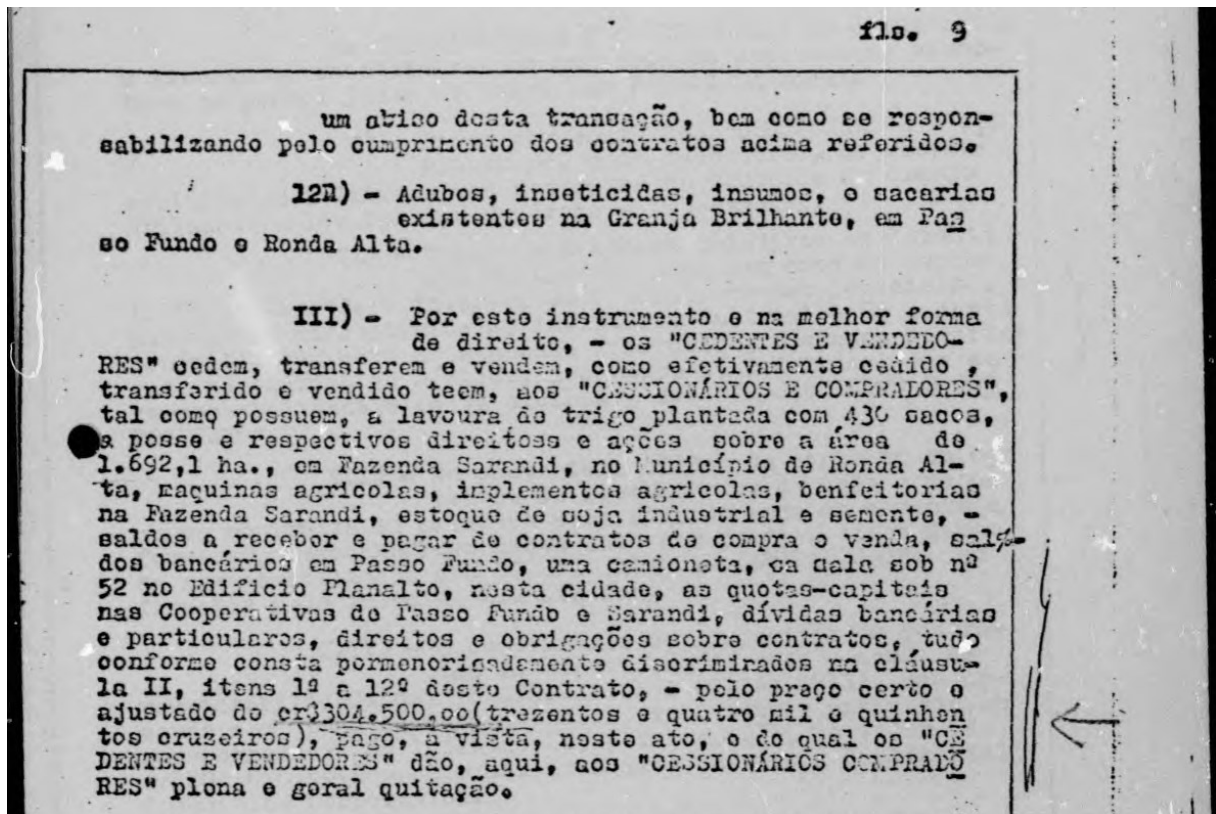 fls. 9
um atico desta transação, bem como se respon-
sabilizando pelo cumprimento dos contratos acima referidos.
12º) - Adubos, inseticidas, insumos, e sacarias
existentes na Granja Brilhante, em Pas
so Fundo e Ronda Alta.
III) - Por este instrumento e na melhor forma
de direito, - os "CEDENTES E VENDEDO-
RES" cedem, transferem e vendem, como efetivamente cedido ,
transferido e vendido teem, aos "CESSIONÁRIOS E COMPRADORES",
tal como possuem, a lavoura de trigo plantada com 430 sacos,
a posse e respectivos direitos e ações sobre a área de
1.692,1 ha., em Fazenda Sarandi, no Município de Ronda Al-
ta, maquinas agricolas, implementos agricolas, benfeitorias
na Fazenda Sarandi, estoque de soja industrial e semente, -
saldos a receber e pagar de contratos de compra e venda, sal-
dos bancários em Passo Fundo, uma camioneta, sala sob nº
52 no Edificio Planalto, nesta cidade, as quotas-capitais
nas Cooperativas de Passo Fundo e Sarandi, dívidas bancárias
e particulares, direitos e obrigações sobre contratos, tudo
conforme consta pormenorisadamente discriminados na cláusu-
la II, itens 1º a 12º deste Contrato, - pelo preço certo e
ajustado de cr$304.500,oo(trezentos e quatro mil e quinhen
tos cruzeiros), pago, a vista, neste ato, e do qual os "CE
DENTES E VENDEDORES" dão, aqui, aos "CESSIONÁRIOS COMPRADO
RES" plena e geral quitação.